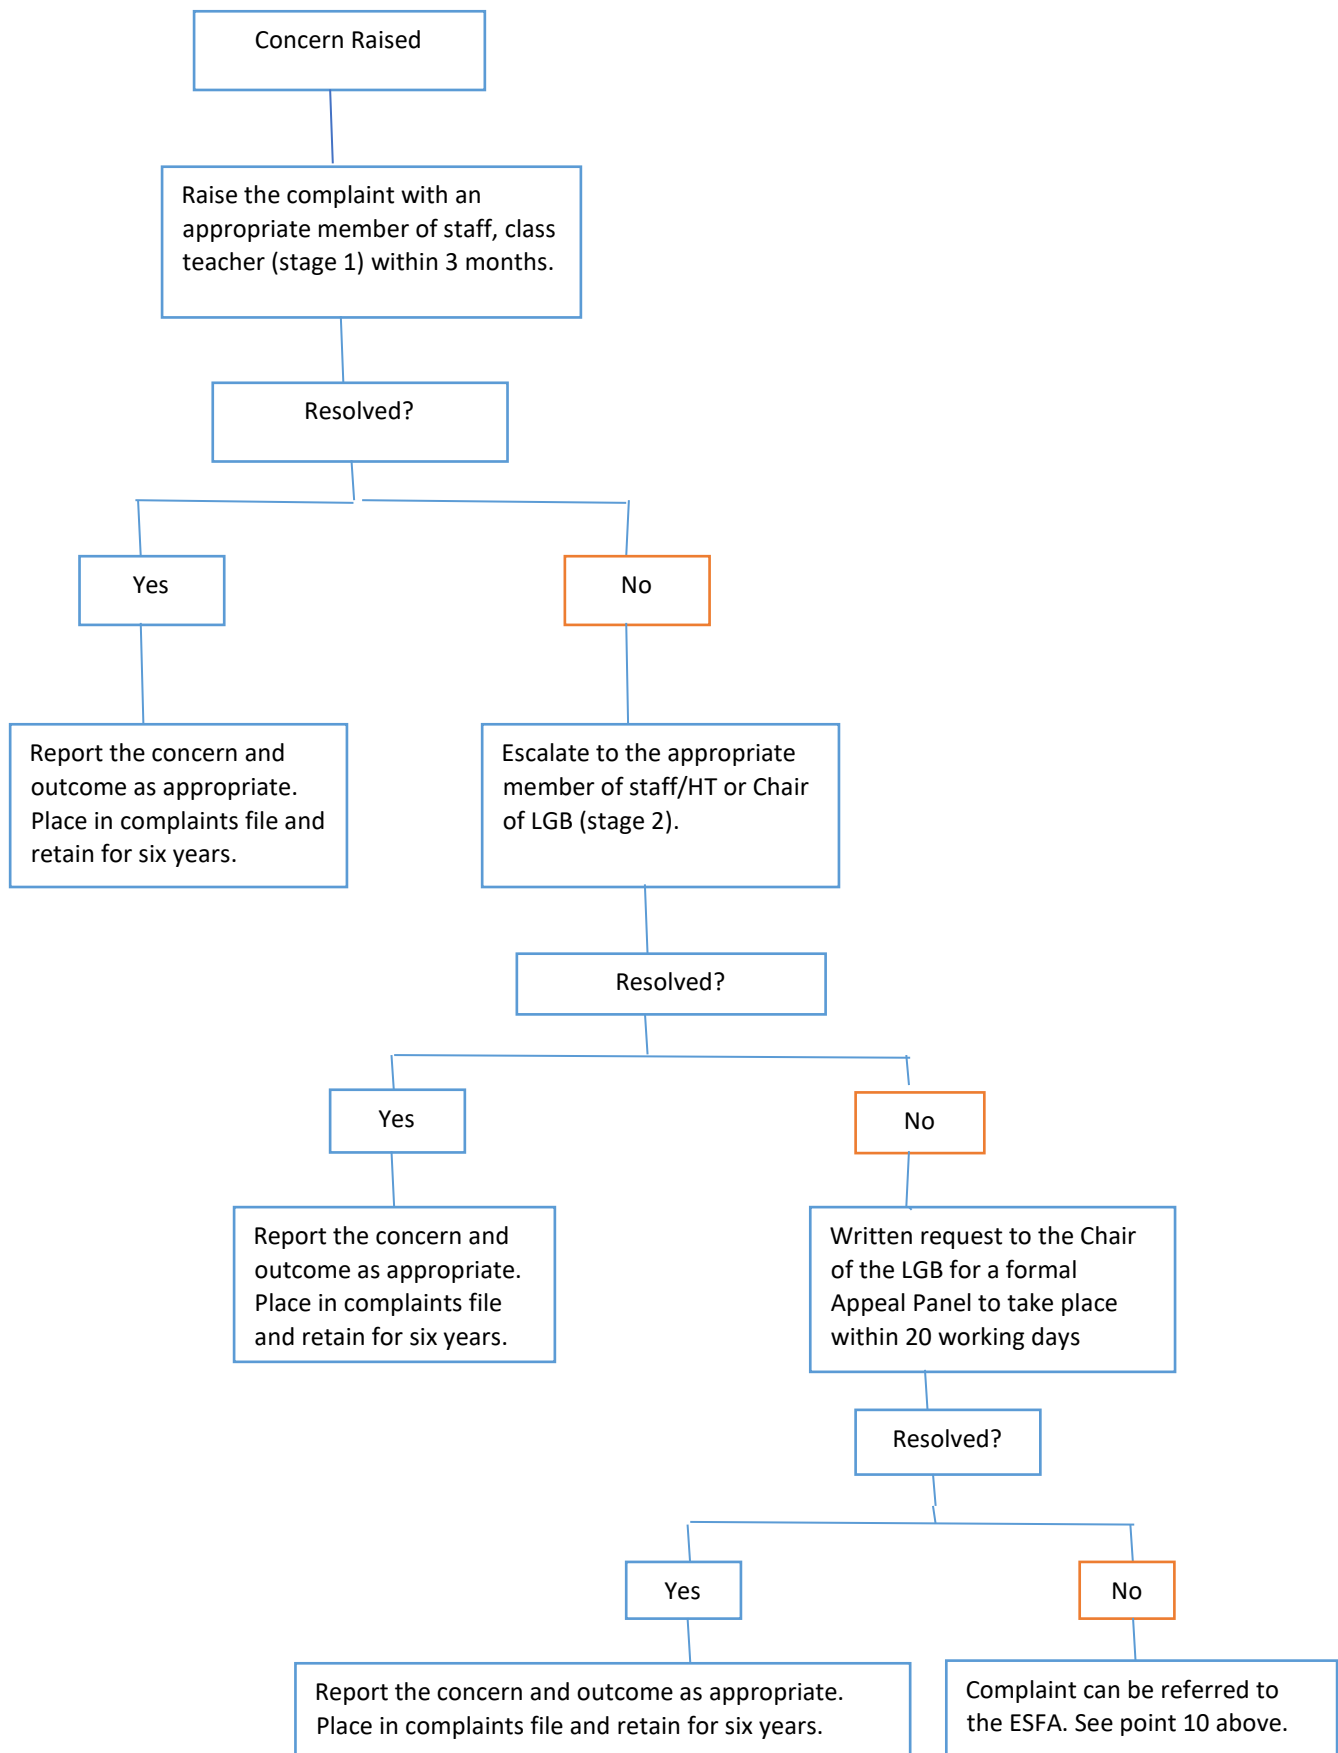 Concern Raised
Raise the complaint with an
appropriate member of staff, class
teacher (stage 1) within 3 months.
Resolved?
Yes
No
Report the concern and
outcome as appropriate.
Place in complaints file and
retain for six years.
Escalate to the appropriate
member of staff/HT or Chair
of LGB (stage 2).
Resolved?
Yes
No
Report the concern and
outcome as appropriate.
Place in complaints file
and retain for six years.
Written request to the Chair
of the LGB for a formal
Appeal Panel to take place
within 20 working days
Resolved?
Yes
No
Report the concern and outcome as appropriate.
Place in complaints file and retain for six years.
Complaint can be referred to
the ESFA. See point 10 above.